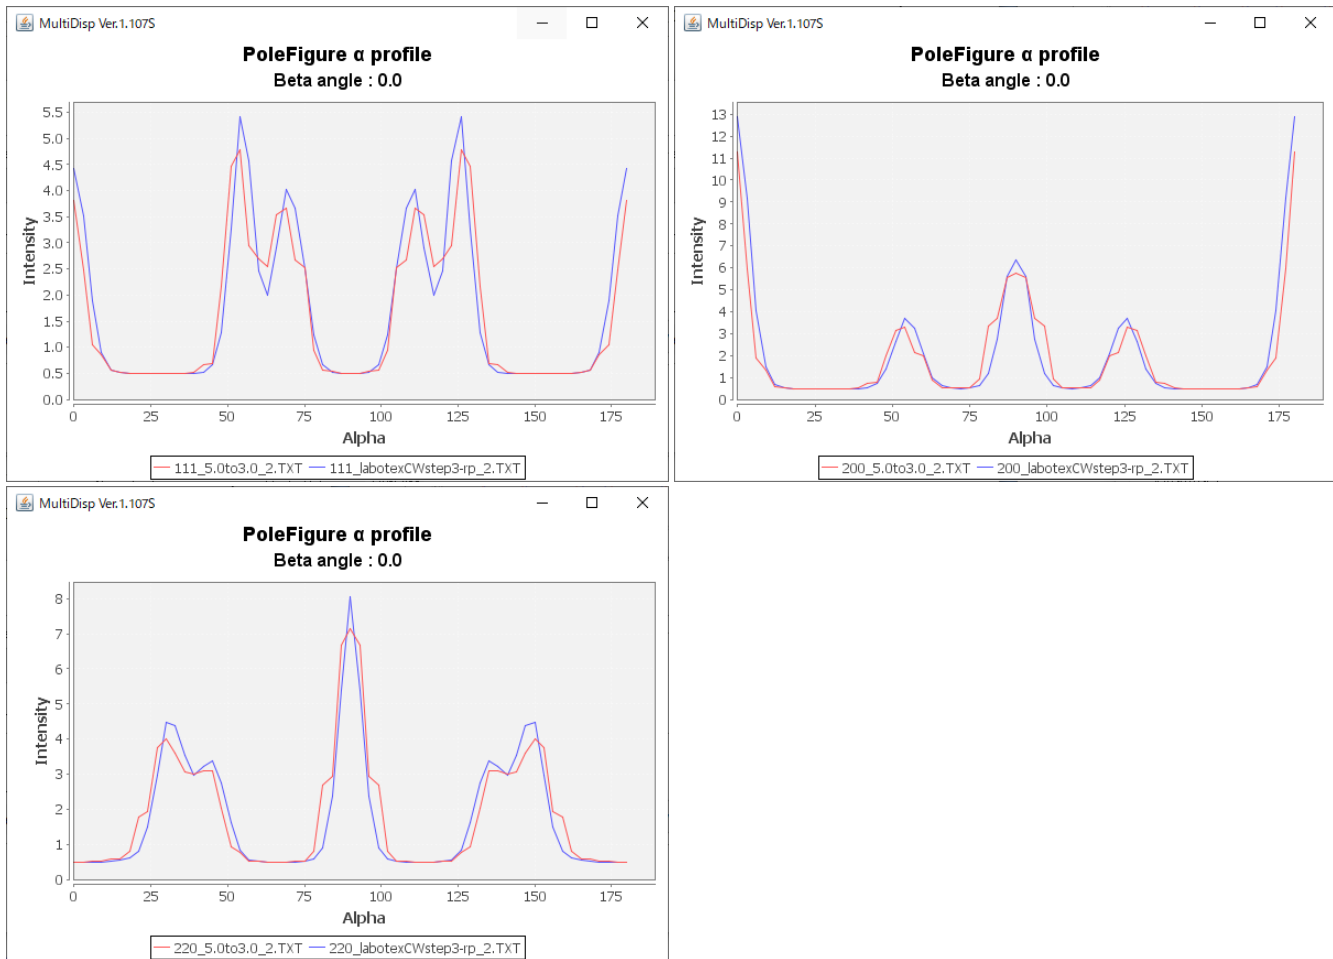 MultiDisp Ver.1.107S
PoleFigure α profile
Beta angle : 0.0
Intensity
5.5
5.0
4.5
4.0
3.5
3.0
2.5
2.0
1.5
1.0
0.5
0.0
0 25 50 75 100 125 150 175
Alpha
111_5.0to3.0_2.TXT 111_labotexCWstep3-rp_2.TXT
MultiDisp Ver.1.107S
PoleFigure α profile
Beta angle : 0.0
Intensity
13
12
11
10
9
8
7
6
5
4
3
2
1
0
0 25 50 75 100 125 150 175
Alpha
200_5.0to3.0_2.TXT 200_labotexCWstep3-rp_2.TXT
MultiDisp Ver.1.107S
PoleFigure α profile
Beta angle : 0.0
Intensity
8
7
6
5
4
3
2
1
0
0 25 50 75 100 125 150 175
Alpha
220_5.0to3.0_2.TXT 220_labotexCWstep3-rp_2.TXT